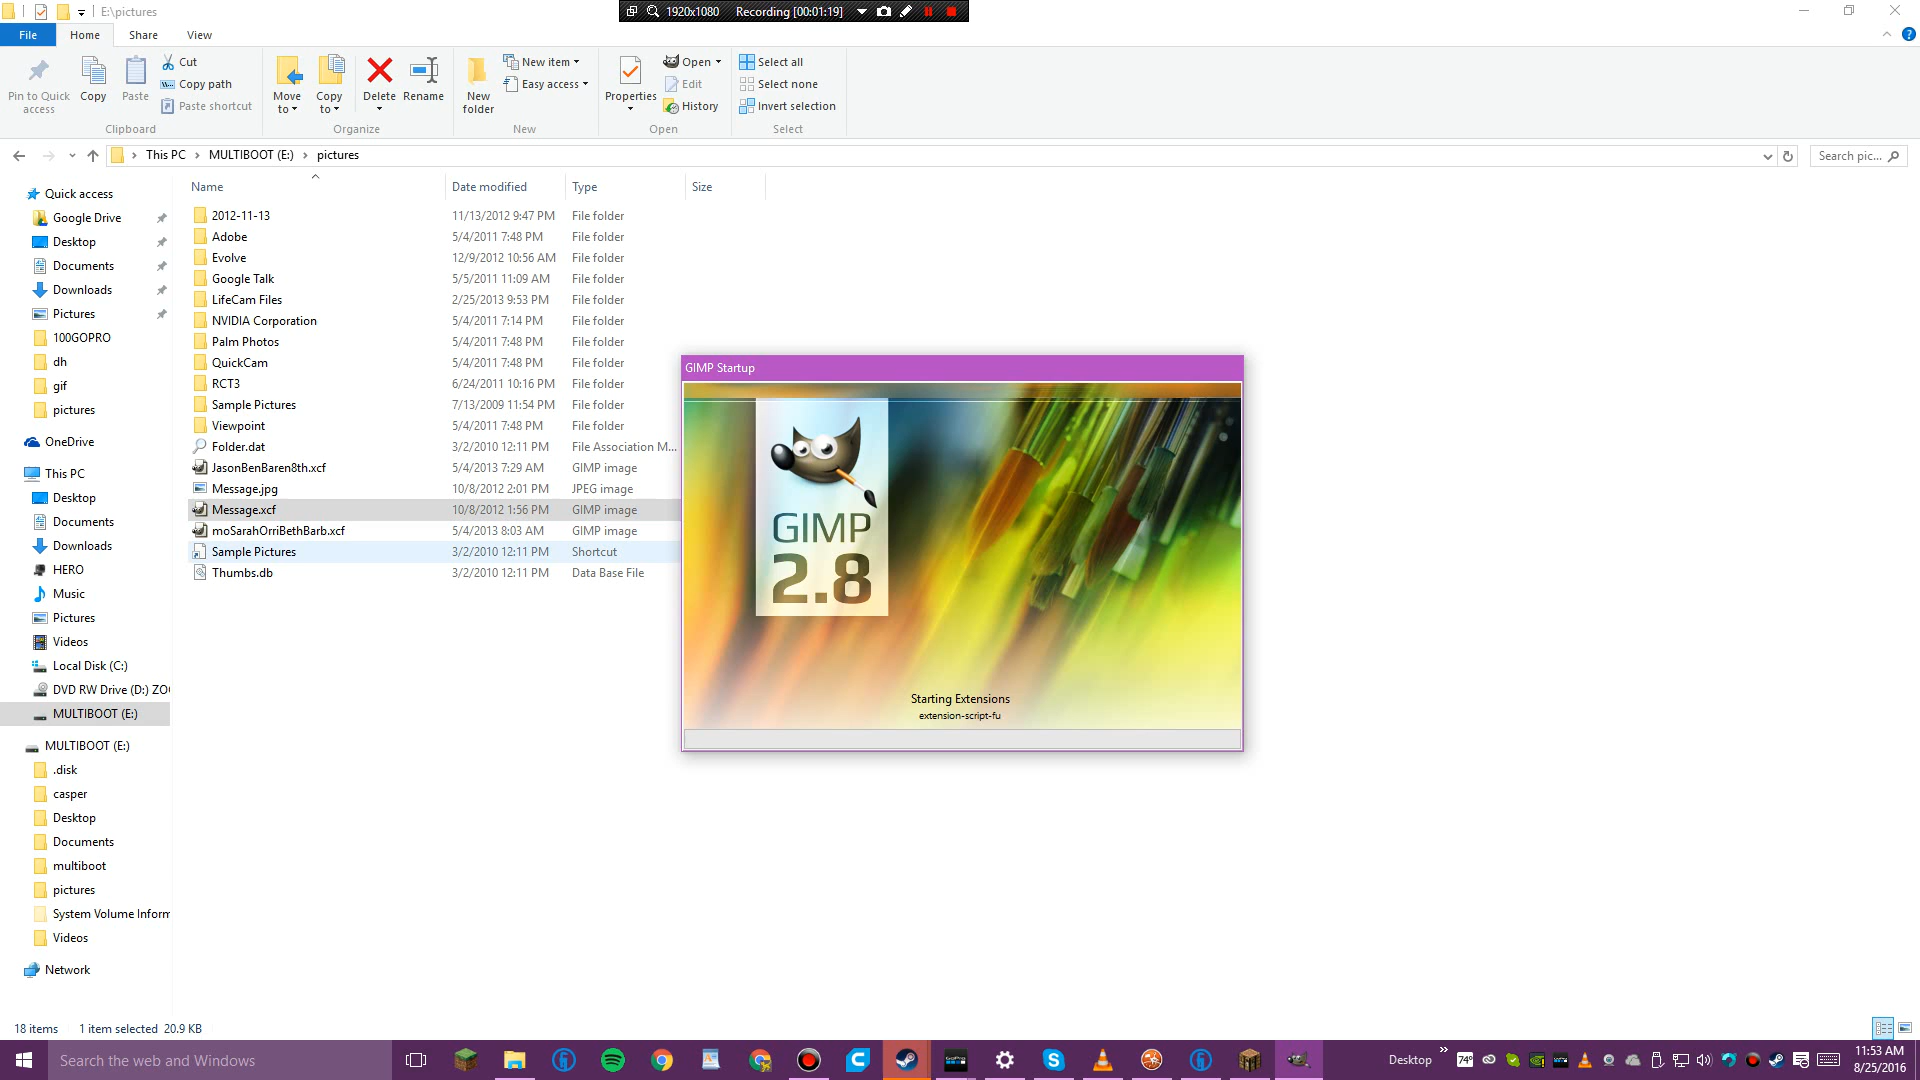 E:\pictures
1920x1080 Recording [00:01:19]
File Home Share View
Pin to Quick access
Copy
Paste
Cut
Copy path
Paste shortcut
Clipboard
Move to
Copy to
Delete
Rename
Organize
New folder
New item
Easy access
New
Properties
Open
Edit
History
Open
Select all
Select none
Invert selection
Select
This PC MULTIBOOT (E:) pictures
Search pic...
Name Date modified Type Size
2012-11-13 11/13/2012 9:47 PM File folder
Adobe 5/4/2011 7:48 PM File folder
Evolve 12/9/2012 10:56 AM File folder
Google Talk 5/5/2011 11:09 AM File folder
LifeCam Files 2/25/2013 9:53 PM File folder
NVIDIA Corporation 5/4/2011 7:14 PM File folder
Palm Photos 5/4/2011 7:48 PM File folder
QuickCam 5/4/2011 7:48 PM File folder
RCT3 6/24/2011 10:16 PM File folder
Sample Pictures 7/13/2009 11:54 PM File folder
Viewpoint 5/4/2011 7:48 PM File folder
Folder.dat 3/2/2010 12:11 PM File Association M...
JasonBenBaren8th.xcf 5/4/2013 7:29 AM GIMP image
Message.jpg 10/8/2012 2:01 PM JPEG image
Message.xcf 10/8/2012 1:56 PM GIMP image
moSarahOrriBethBarb.xcf 5/4/2013 8:03 AM GIMP image
Sample Pictures 3/2/2010 12:11 PM Shortcut
Thumbs.db 3/2/2010 12:11 PM Data Base File
Quick access
Google Drive
Desktop
Documents
Downloads
Pictures
100GOPRO
dh
gif
pictures
OneDrive
This PC
Desktop
Documents
Downloads
HERO
Music
Pictures
Videos
Local Disk (C:)
DVD RW Drive (D:) ZO
MULTIBOOT (E:)
MULTIBOOT (E:)
.disk
casper
Desktop
Documents
multiboot
pictures
System Volume Inform
Videos
Network
GIMP Startup
GIMP
2.8
Starting Extensions
extension-script-fu
18 items 1 item selected 20.9 KB
Search the web and Windows
Desktop
74°
11:53 AM
8/25/2016